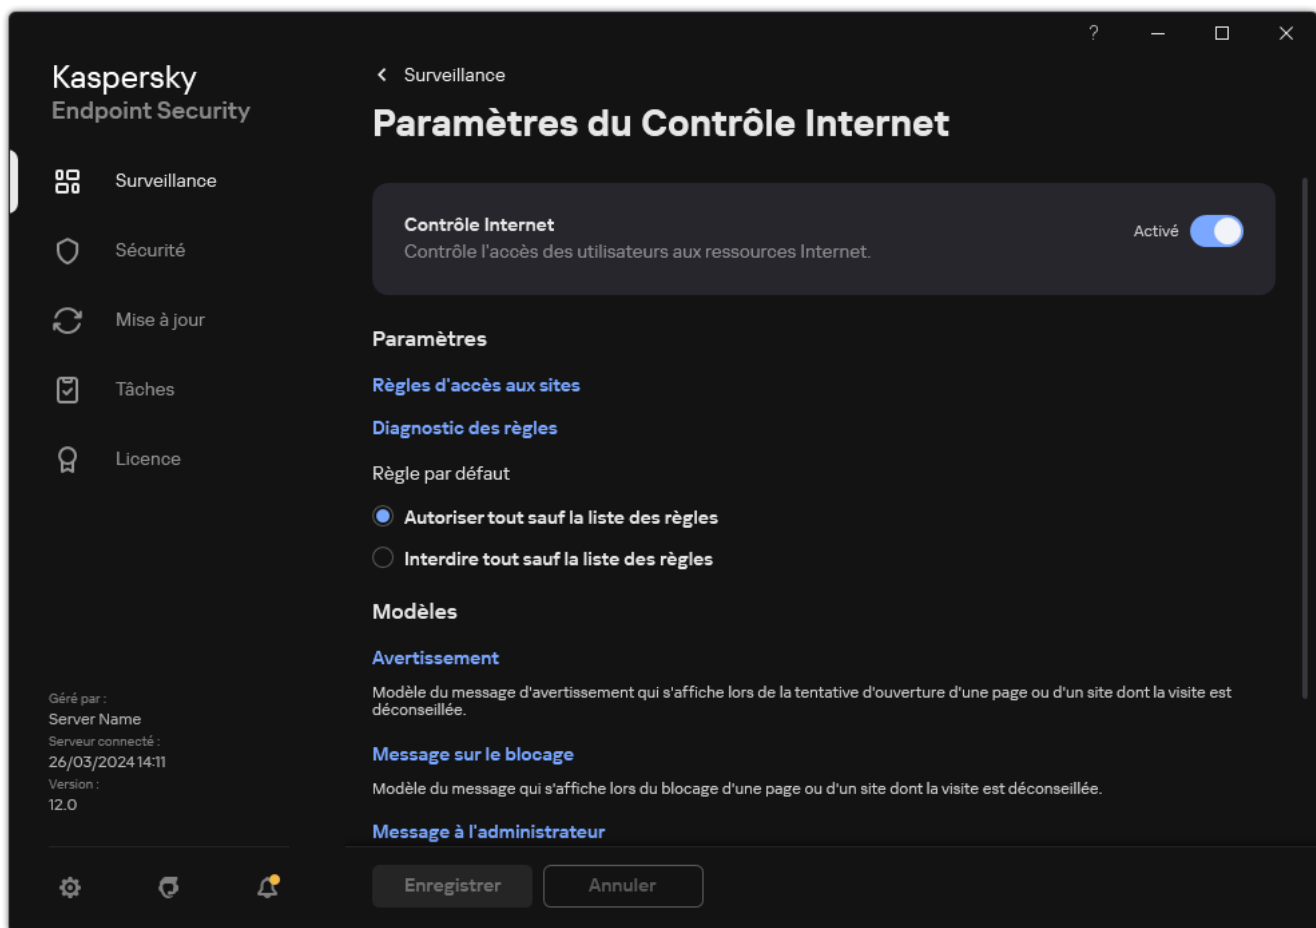 ?
Kaspersky
Endpoint Security
Surveillance
Sécurité
Mise à jour
Tâches
Licence
Géré par :
Server Name
Serveur connecté :
26/03/2024 14:11
Version :
12.0
Surveillance
Paramètres du Contrôle Internet
Contrôle Internet
Contrôle l'accès des utilisateurs aux ressources Internet.
Activé
Paramètres
Règles d'accès aux sites
Diagnostic des règles
Règle par défaut
Autoriser tout sauf la liste des règles
Interdire tout sauf la liste des règles
Modèles
Avertissement
Modèle du message d'avertissement qui s'affiche lors de la tentative d'ouverture d'une page ou d'un site dont la visite est
déconseillée.
Message sur le blocage
Modèle du message qui s'affiche lors du blocage d'une page ou d'un site dont la visite est déconseillée.
Message à l'administrateur
Enregistrer
Annuler